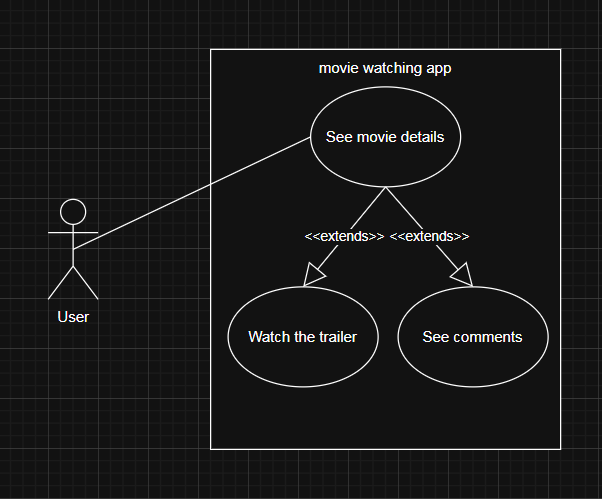 movie watching app
See movie details
<<extends>> <<extends>>
User
Watch the trailer
See comments